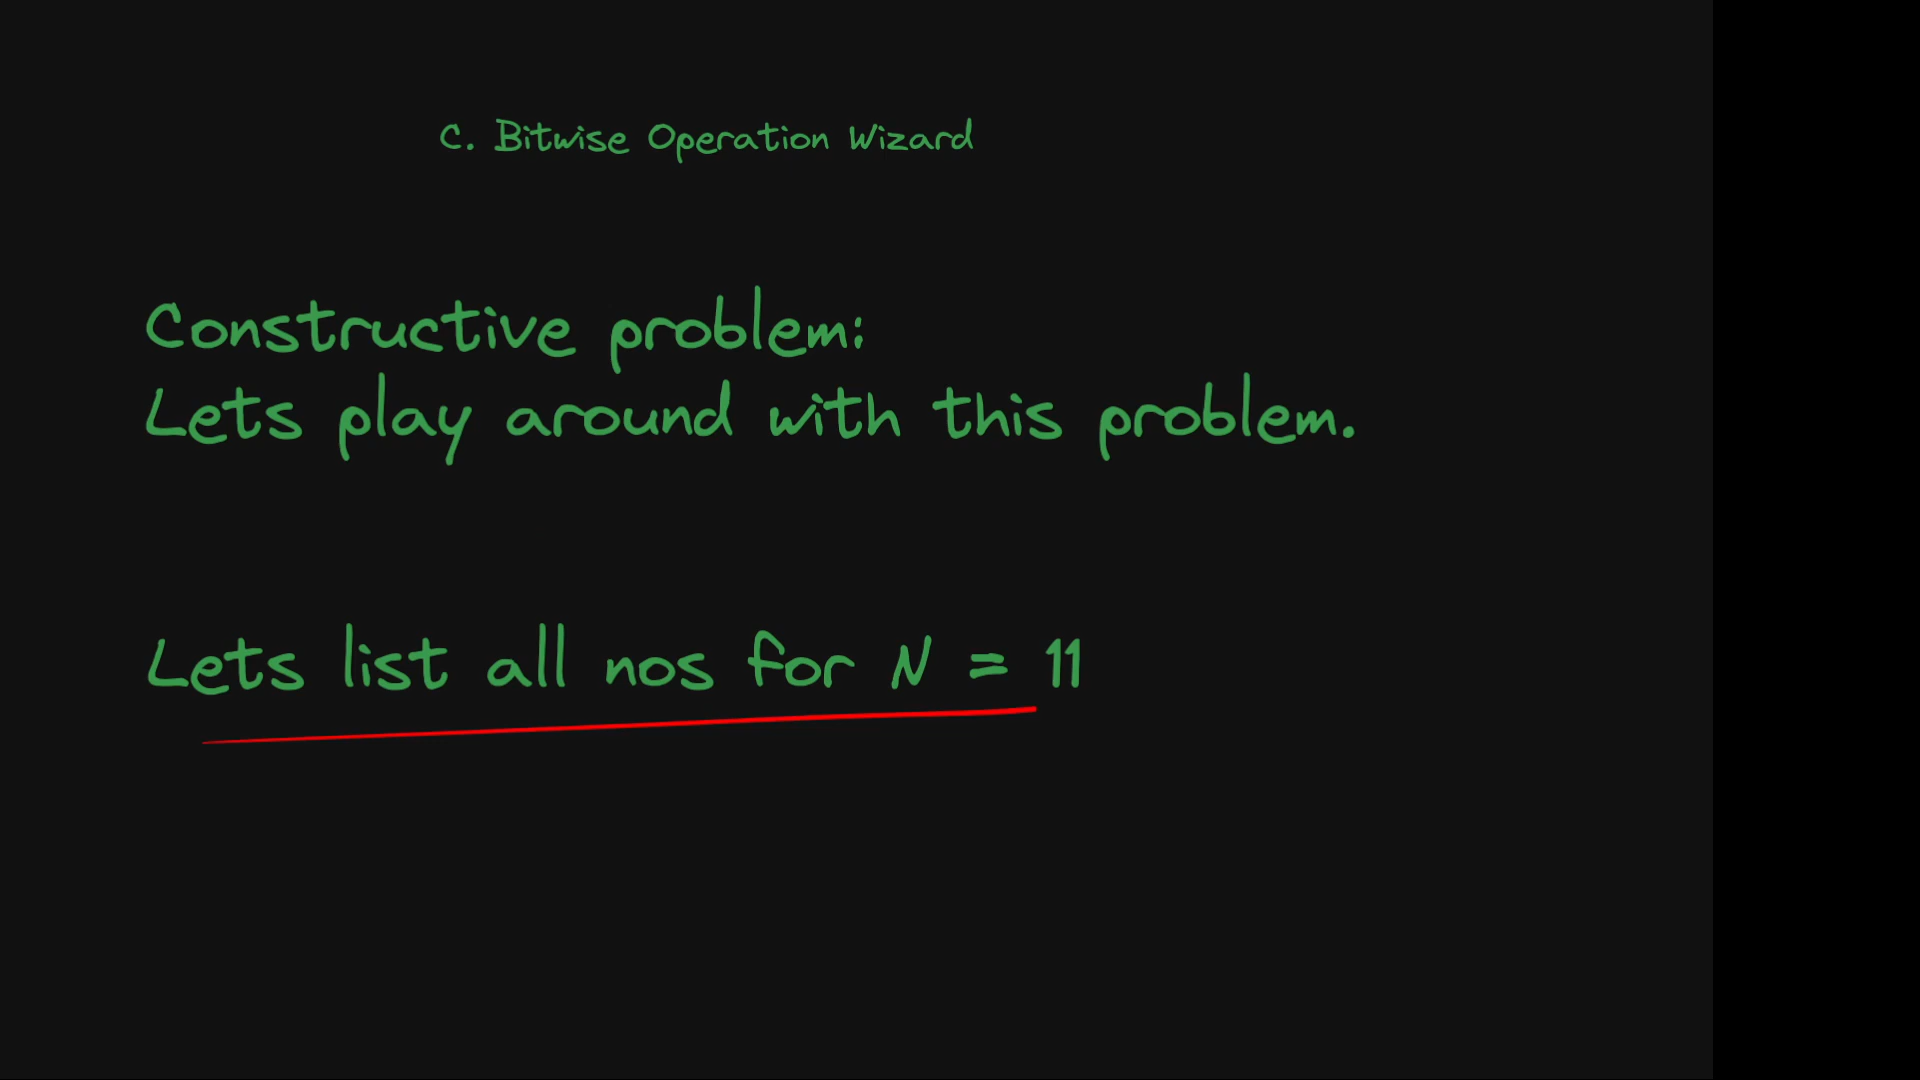 C. Bitwise Operation Wizard
Constructive problem:
Lets play around with this problem.
Lets list all nos for N = 11